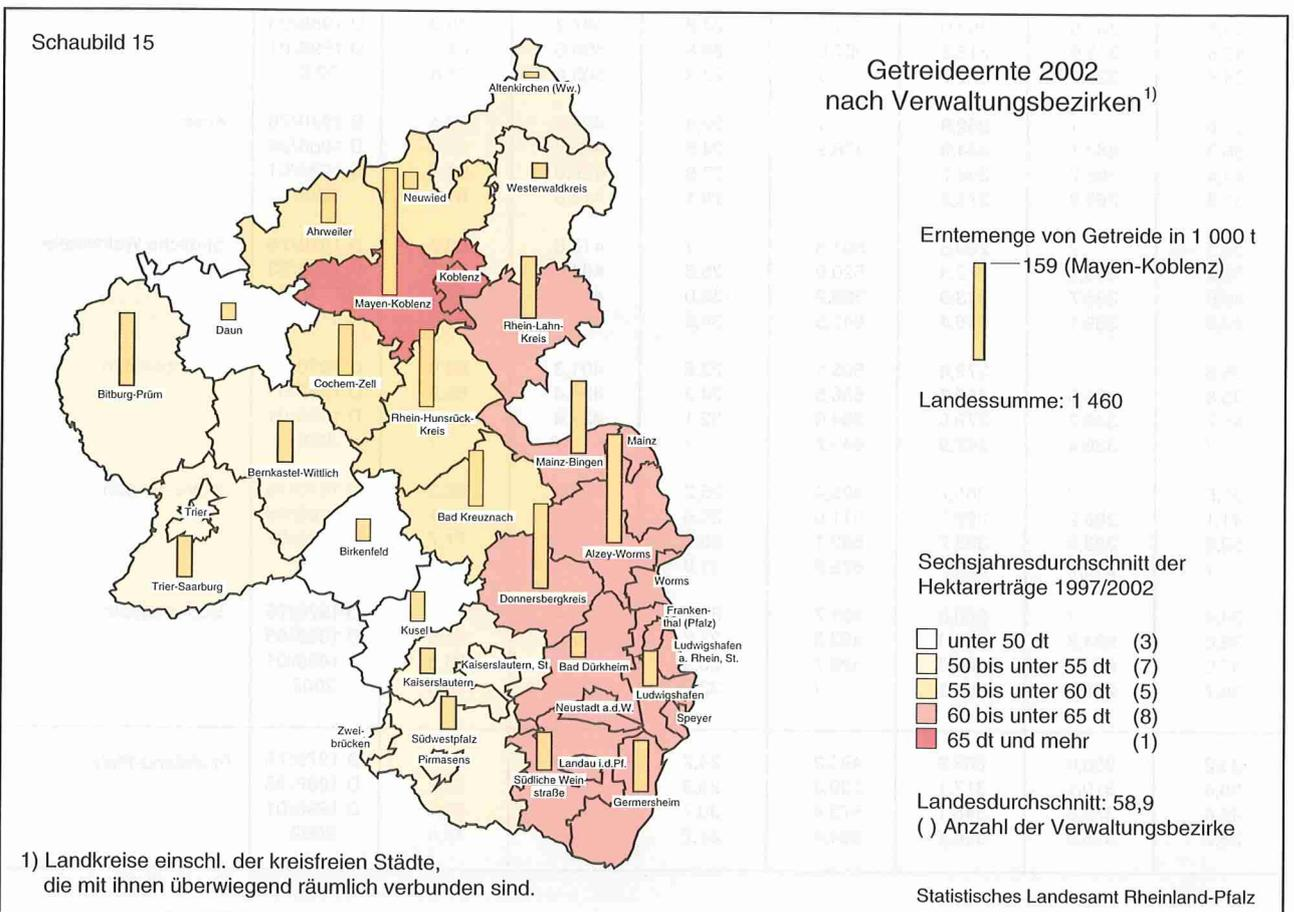 Schaubild 15
Getreideernte 2002
nach Verwaltungsbezirken1)
Altenkirchen (Ww.)
Neuwied
Westerwaldkreis
Ahrweiler
Koblenz
Mayen-Koblenz
Rhein-Lahn-
Kreis
Daun
Cochem-Zell
Bitburg-Prüm
Rhein-Hunsrück-
Kreis
Mainz
Mainz-Bingen
Bernkastel-Wittlich
Trier
Bad Kreuznach
Birkenfeld
Alzey-Worms
Trier-Saarburg
Worms
Donnersbergkreis
Franken-
thal (Pfalz)
Kusel
Ludwigshafen
a. Rhein, St.
Kaiserslautern, St
Bad Dürkheim
Kaiserslautern
Ludwigshafen
Neustadt a.d.W.
Speyer
Zwei-
brücken
Südwestpfalz
Pirmasens
Landau i.d.Pf.
Südliche Wein-
straße
Germersheim
Erntemenge von Getreide in 1 000 t
159 (Mayen-Koblenz)
Landessumme: 1 460
Sechsjahresdurchschnitt der
Hektarerträge 1997/2002
unter 50 dt (3)
50 bis unter 55 dt (7)
55 bis unter 60 dt (5)
60 bis unter 65 dt (8)
65 dt und mehr (1)
Landesdurchschnitt: 58,9
( ) Anzahl der Verwaltungsbezirke
1) Landkreise einschl. der kreisfreien Städte,
die mit ihnen überwiegend räumlich verbunden sind.
Statistisches Landesamt Rheinland-Pfalz